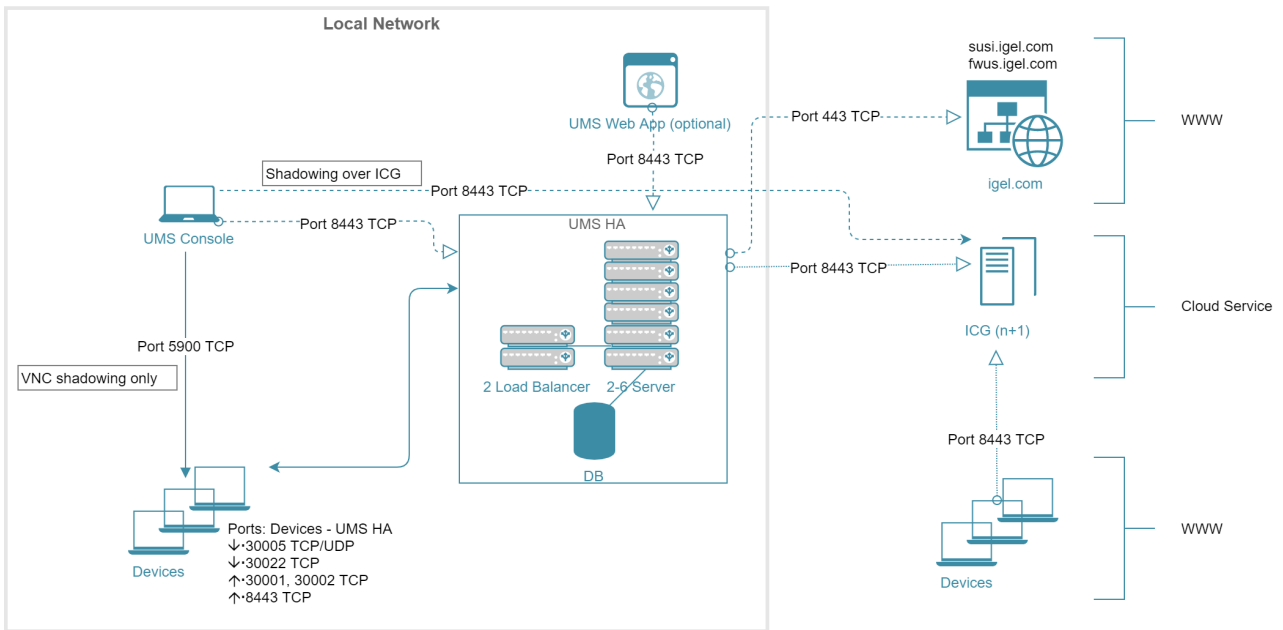 Local Network
susi.igel.com
fwus.igel.com
UMS Web App (optional)
Port 443 TCP
WWW
Port 8443 TCP
Shadowing over ICG
igel.com
Port 8443 TCP
Port 8443 TCP
UMS HA
UMS Console
Port 8443 TCP
Cloud Service
ICG (n+1)
Port 5900 TCP
VNC shadowing only
2 Load Balancer
2-6 Server
Port 8443 TCP
DB
Ports: Devices - UMS HA
↓·30005 TCP/UDP
↓·30022 TCP
↑·30001, 30002 TCP
↑·8443 TCP
Devices
WWW
Devices